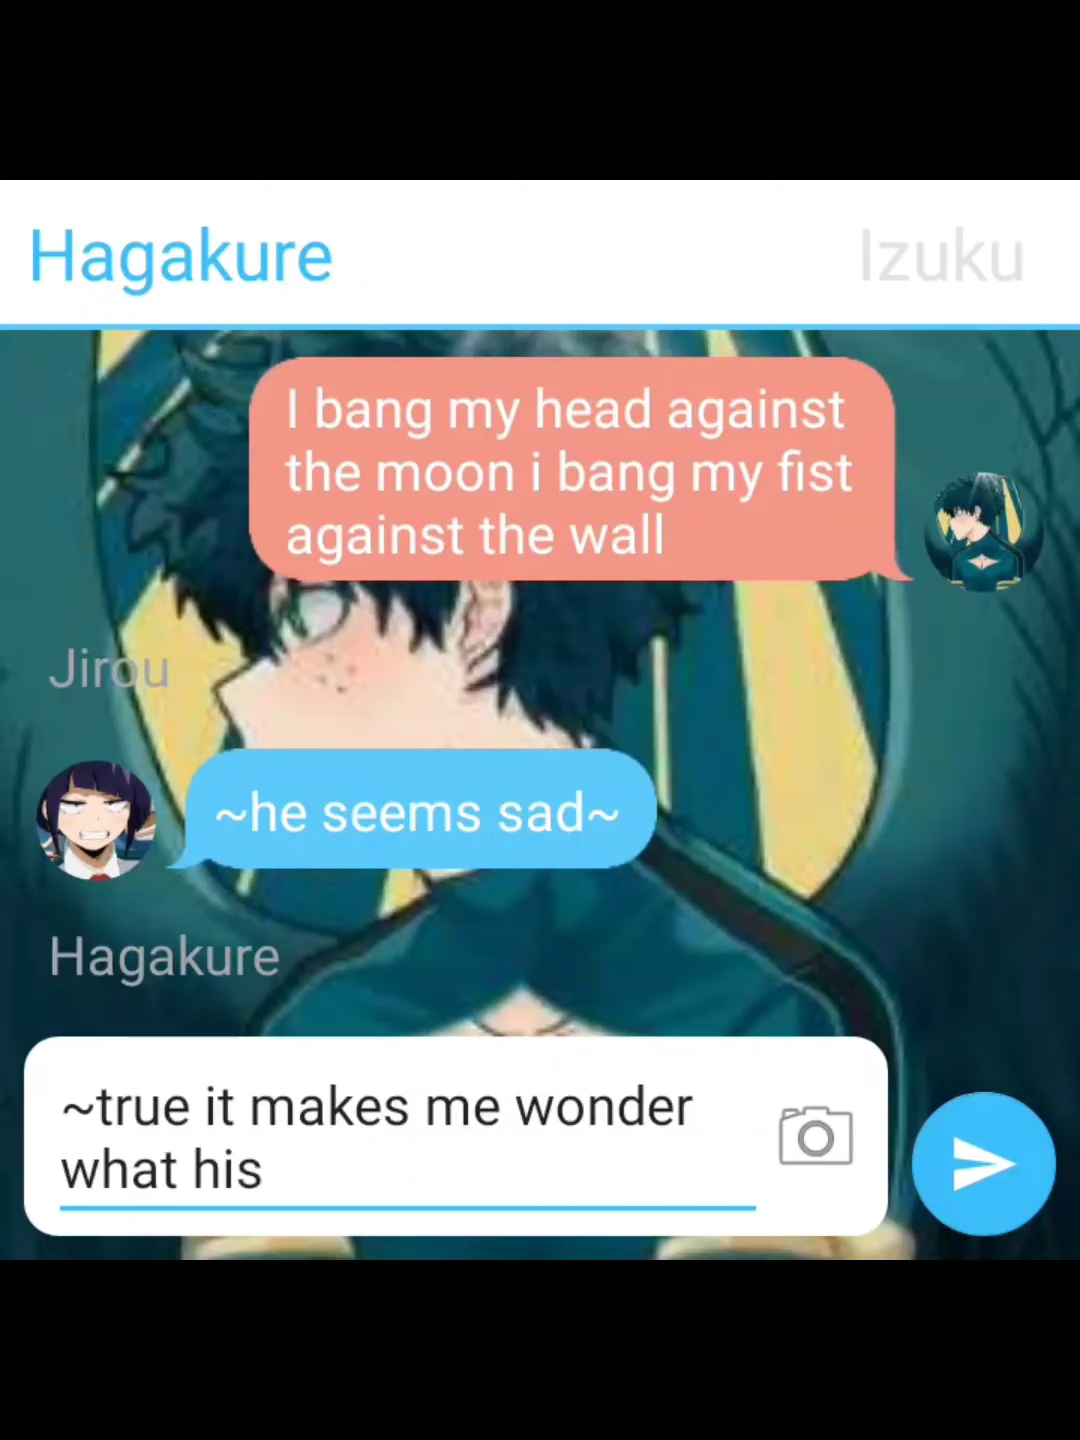 Hagakure
Izuku
I bang my head against
the moon i bang my fist
against the wall
Jirou
~he seems sad~
Hagakure
~true it makes me wonder
what his